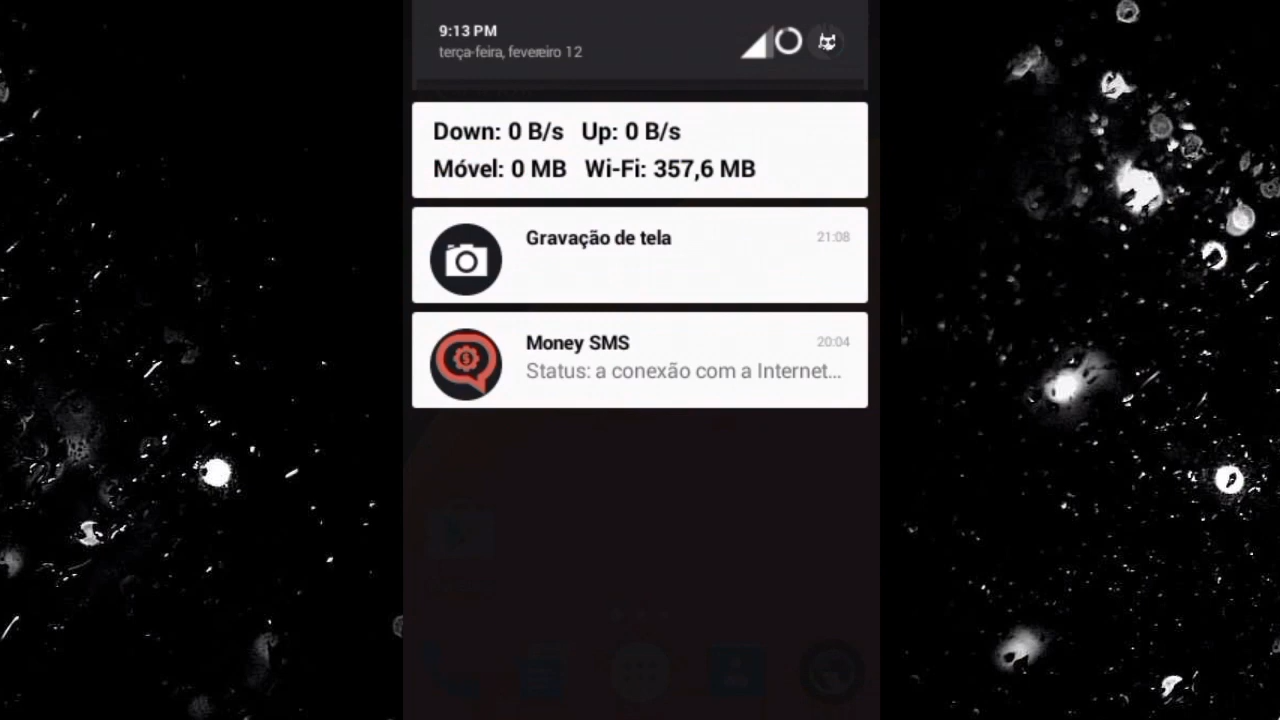 9:13 PM
terça-feira, fevereiro 12
Down: 0 B/s Up: 0 B/s
Móvel: 0 MB Wi-Fi: 357,6 MB
Gravação de tela 21:08
Money SMS 20:04
Status: a conexão com a Internet...